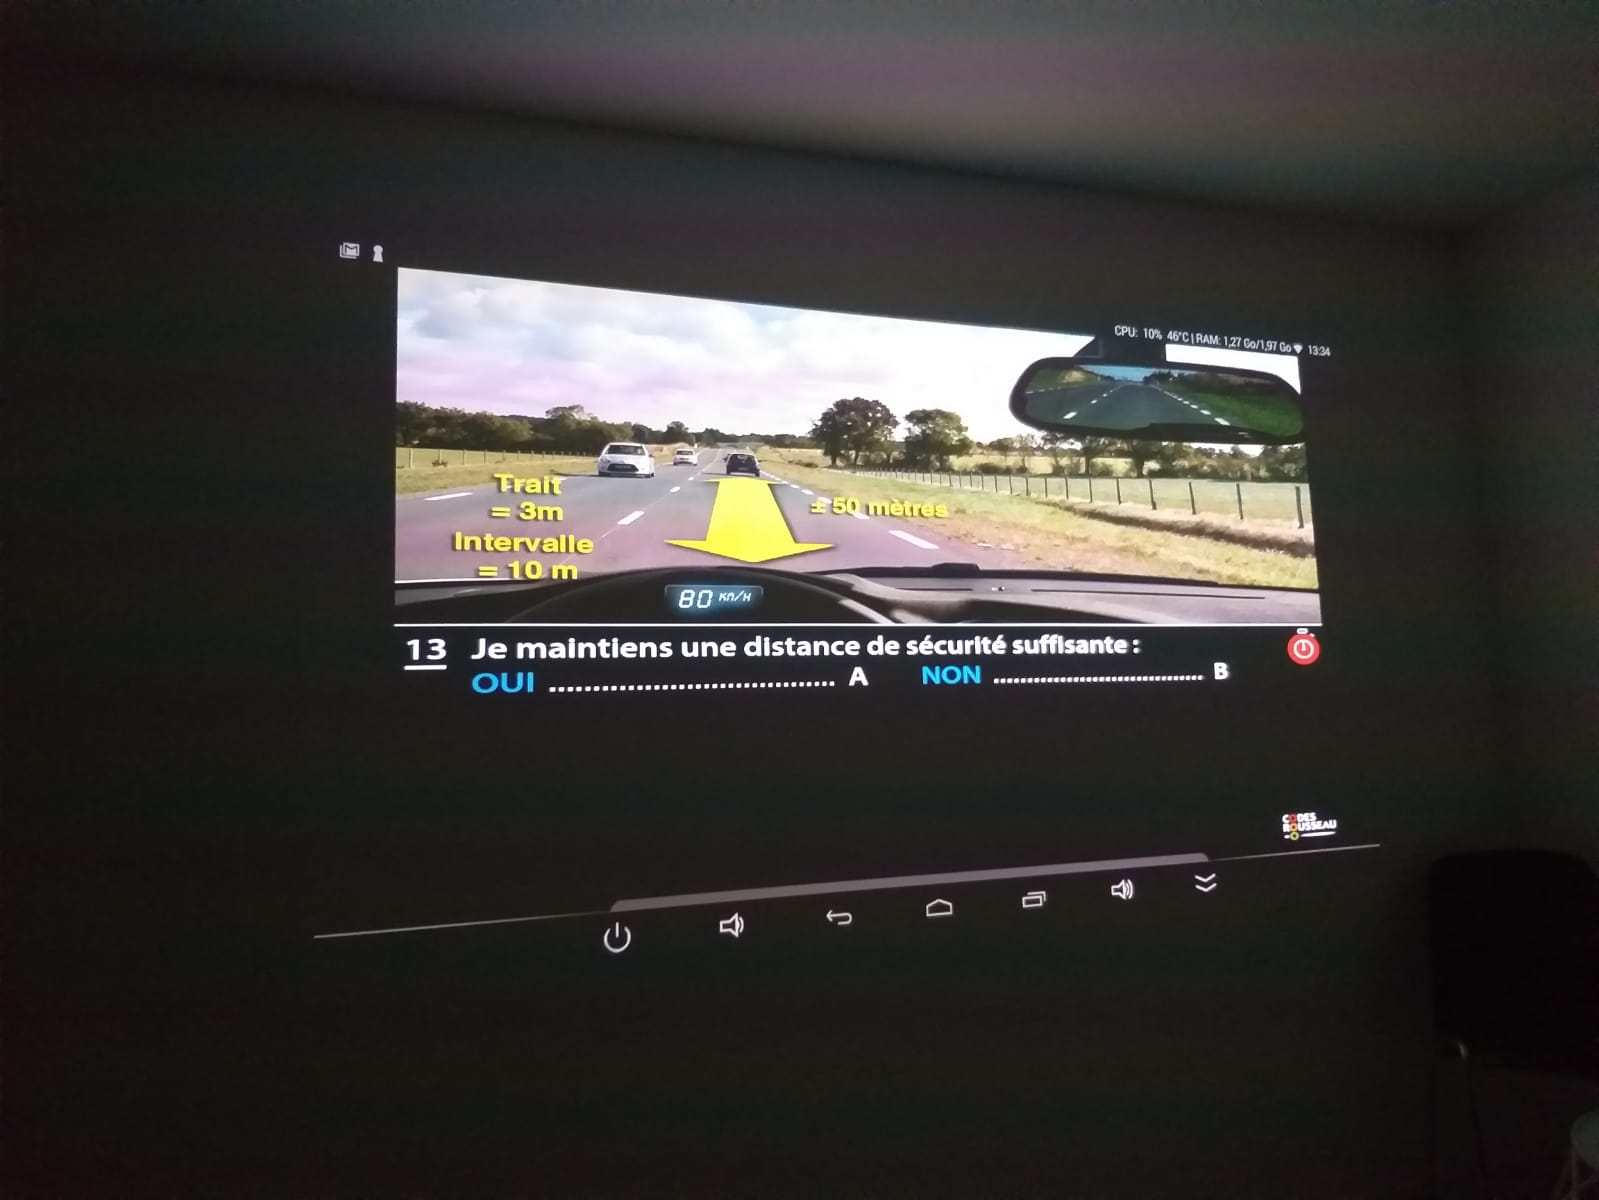 CPU: 10% 46°C | RAM: 1,27 Go/1,97 Go 13:34
Trait
= 3m
± 50 mètres
Intervalle
= 10 m
80 KM/H
13 Je maintiens une distance de sécurité suffisante :
OUI ................................. A NON ................................. B
CODES
ROUSSEAU